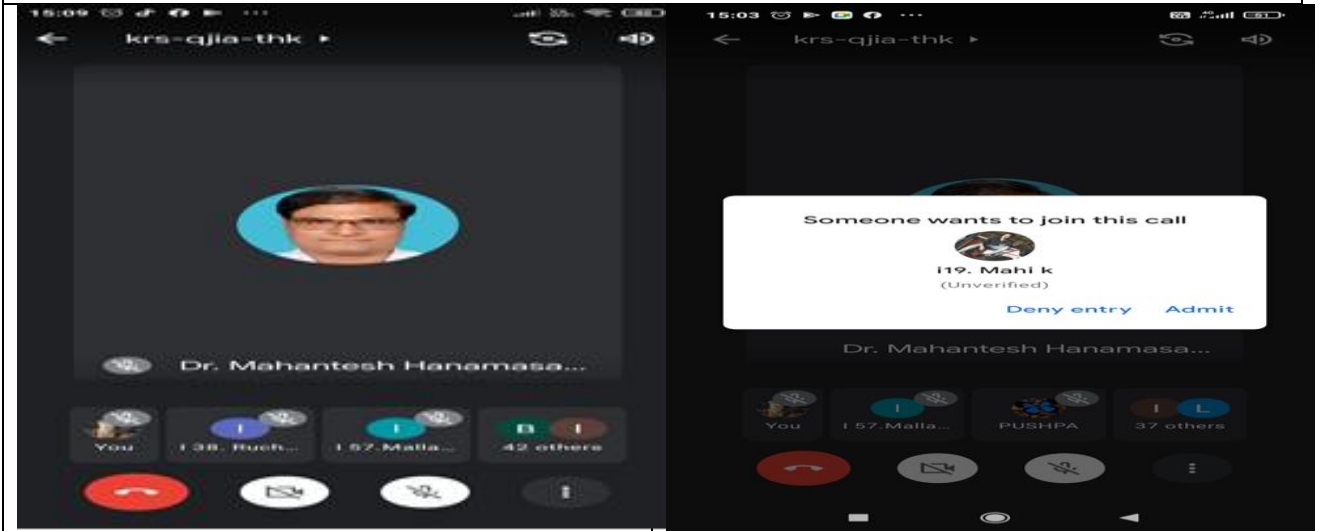 15:09
krs-qjia-thk
Dr. Mahantesh Hanamasa...
You
I 38. Ruch...
I 57.Malla...
B
I
42 others
15:03
krs-qjia-thk
Someone wants to join this call
i19. Mahi k
(Unverified)
Deny entry
Admit
Dr. Mahantesh Hanamasa...
You
I
I 57.Malla...
PUSHPA
I
L
37 others